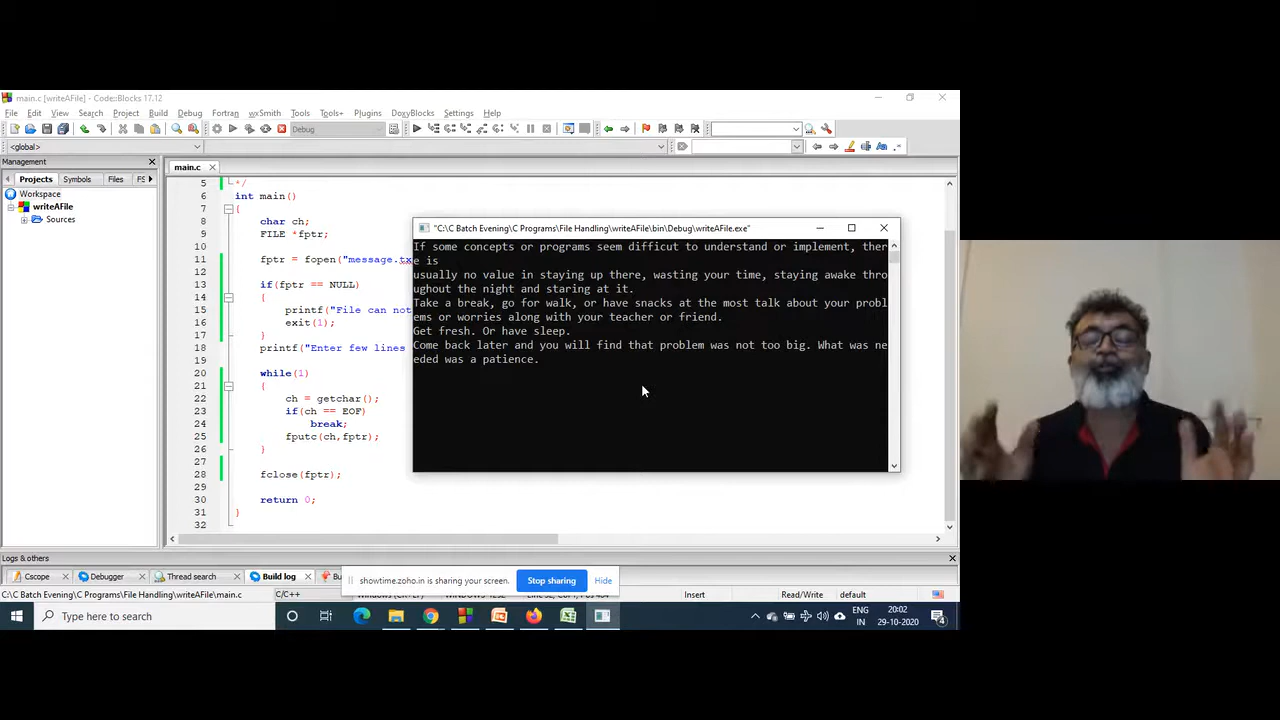 main.c [writeAFile] - Code::Blocks 17.12
File Edit View Search Project Build Debug Fortran wxSmith Tools Tools+ Plugins DoxyBlocks Settings Help
Debug
<global>
Management
Projects Symbols Files FS
Workspace
writeAFile
Sources
main.c
5 */
6 int main()
7 {
8 char ch;
9 FILE *fptr;
10
11 fptr = fopen("message.tx
12
13 if(fptr == NULL)
14 {
15 printf("File can not
16 exit(1);
17 }
18 printf("Enter few lines
19
20 while(1)
21 {
22 ch = getchar();
23 if(ch == EOF)
24 break;
25 fputc(ch,fptr);
26 }
27
28 fclose(fptr);
29
30 return 0;
31 }
32
"C:\C Batch Evening\C Programs\File Handling\writeAFile\bin\Debug\writeAFile.exe"
If some concepts or programs seem difficut to understand or implement, ther
e is
usually no value in staying up there, wasting your time, staying awake thro
ughout the night and staring at it.
Take a break, go for walk, or have snacks at the most talk about your probl
ems or worries along with your teacher or friend.
Get fresh. Or have sleep.
Come back later and you will find that problem was not too big. What was ne
eded was a patience.
Logs & others
Cscope Debugger Thread search Build log Bu
showtime.zoho.in is sharing your screen. Stop sharing Hide
C:\C Batch Evening\C Programs\File Handling\writeAFile\main.c C/C++ Insert Read/Write default
Type here to search
ENG
IN
20:02
29-10-2020
4